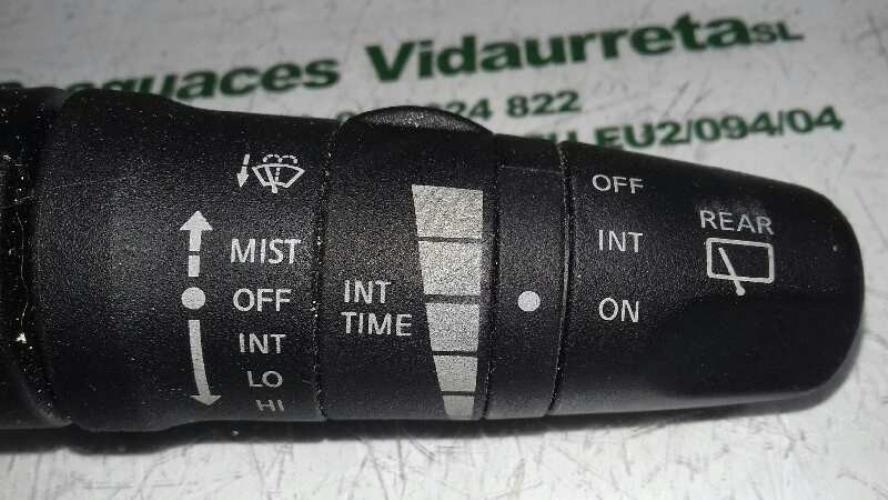 Vidaurreta SL
824 822
EU2/094/04
MIST
OFF
INT
LO
HI
INT
TIME
OFF
INT
ON
REAR